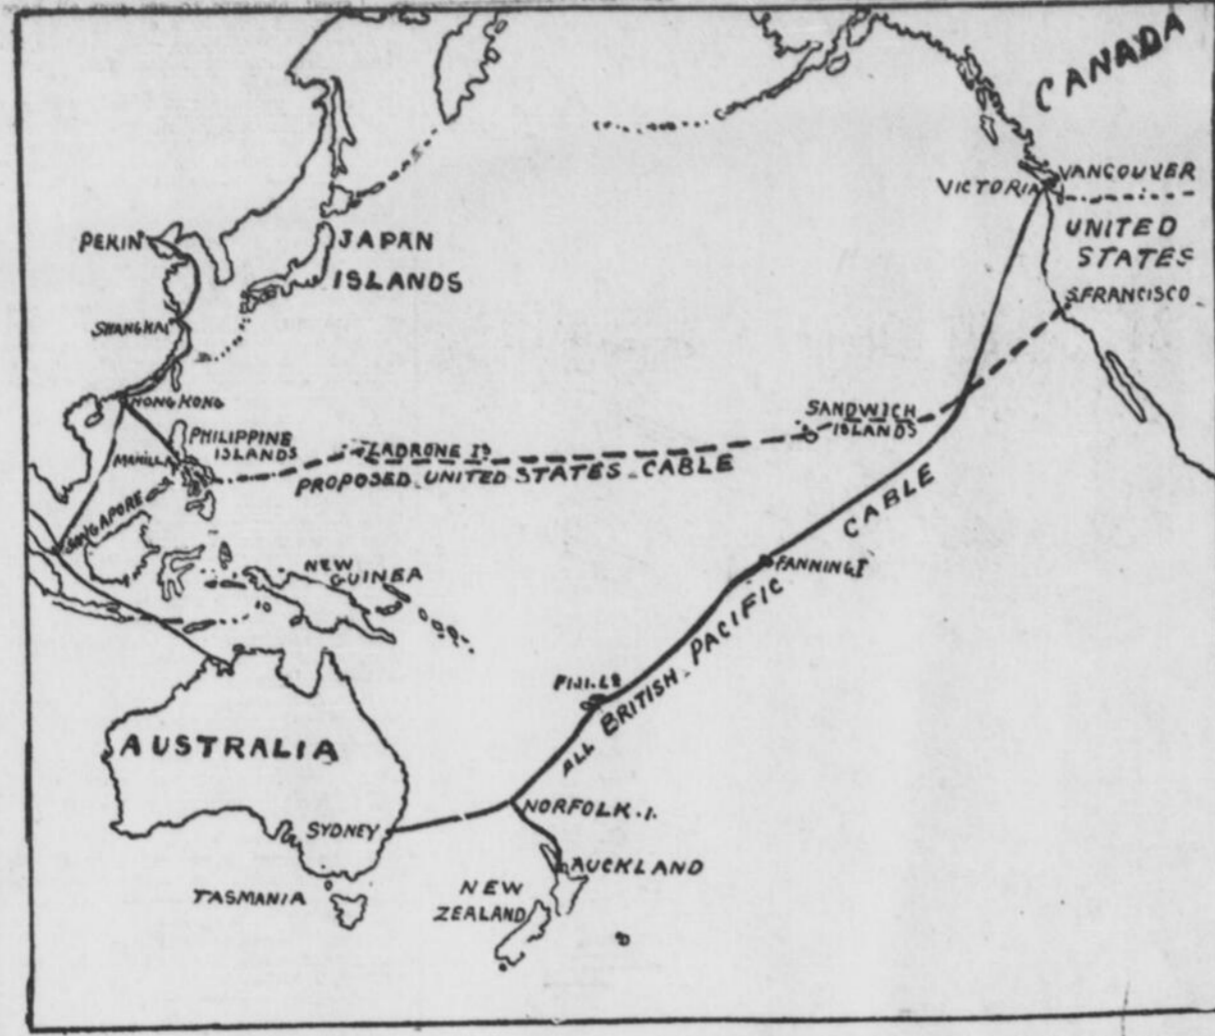 CANADA
VANCOUVER
VICTORIA
UNITED
STATES
S.FRANCISCO
PEKIN
JAPAN
ISLANDS
SHANGHAI
HONG KONG
PHILIPPINE
ISLANDS
MANILLA
LADRONE IS
SANDWICH
ISLANDS
PROPOSED UNITED STATES CABLE
SINGAPORE
NEW
GUINEA
FANNING I
FIJI. IS
ALL BRITISH PACIFIC CABLE
AUSTRALIA
NORFOLK. I.
SYDNEY
AUCKLAND
TASMANIA
NEW
ZEALAND